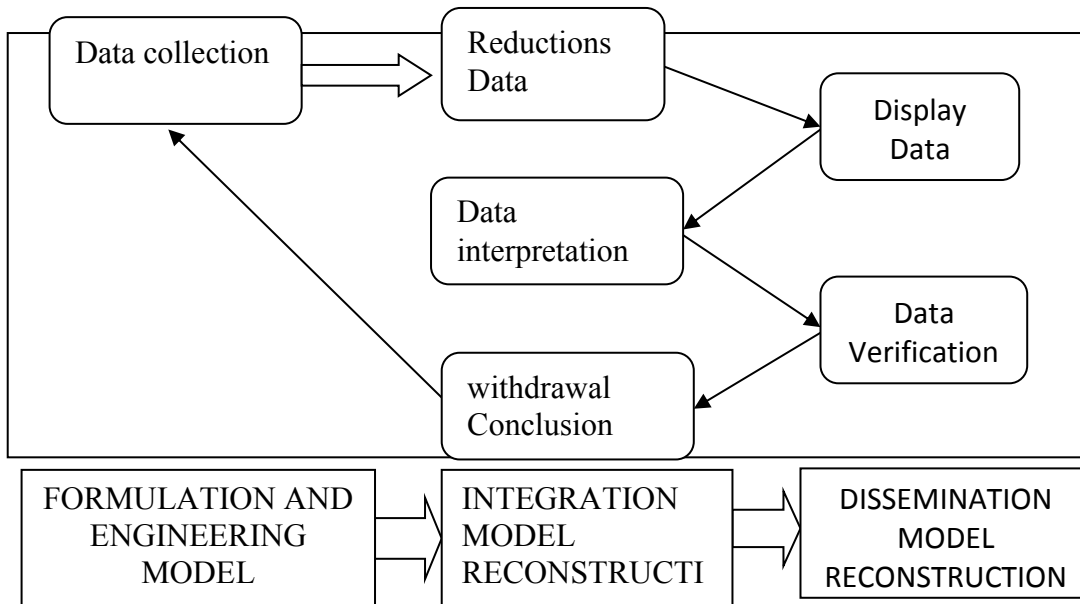 Data collection
Reductions
Data
Display
Data
Data
interpretation
Data
Verification
withdrawal
Conclusion
FORMULATION AND
ENGINEERING
MODEL
INTEGRATION
MODEL
RECONSTRUCTI
DISSEMINATION
MODEL
RECONSTRUCTION